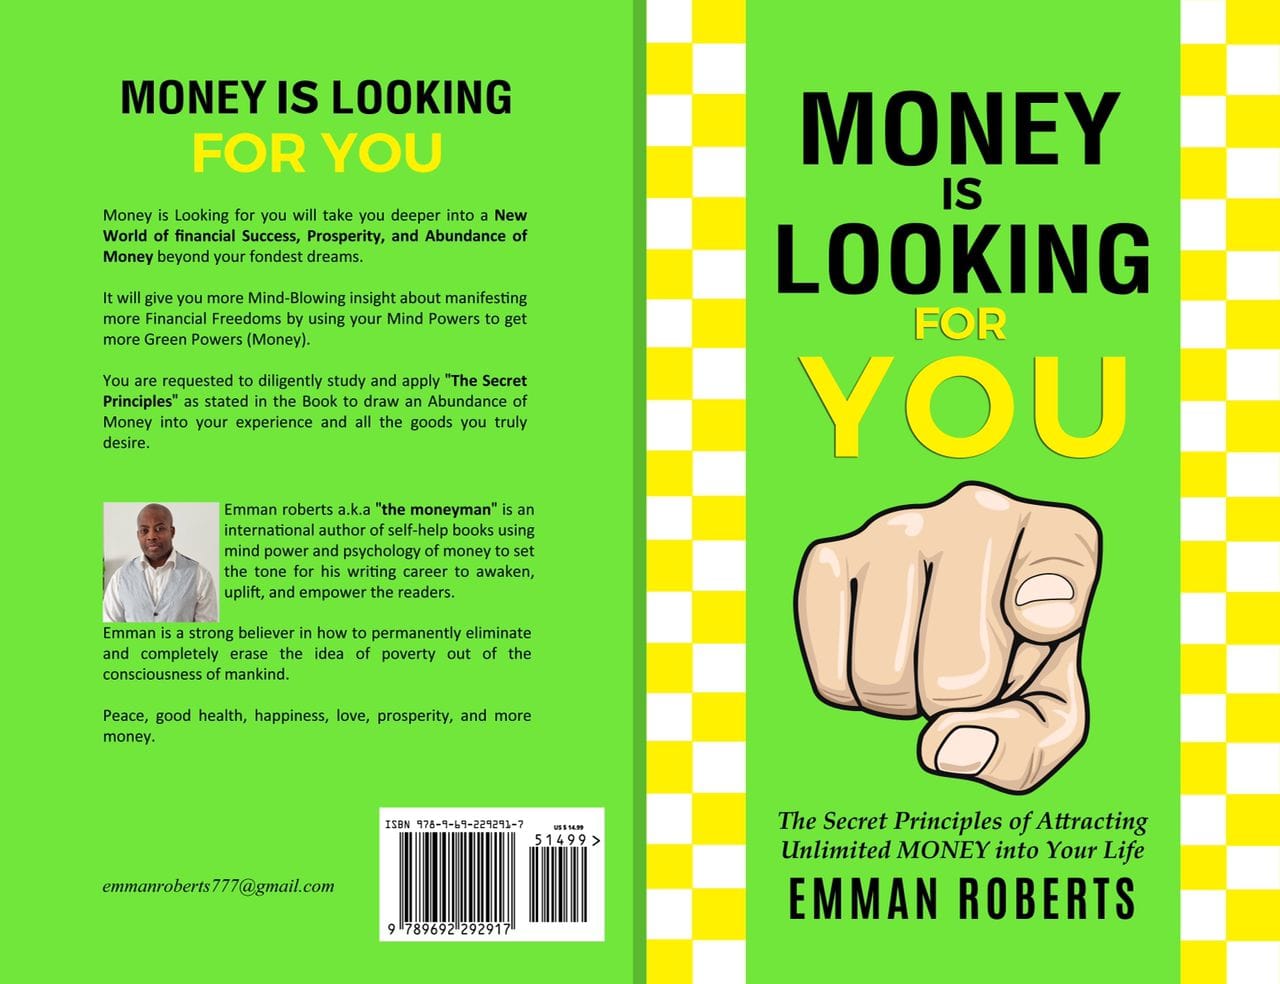 MONEY IS LOOKING
FOR YOU
Money is Looking for you will take you deeper into a New
World of financial Success, Prosperity, and Abundance of
Money beyond your fondest dreams.
It will give you more Mind-Blowing insight about manifesting
more Financial Freedoms by using your Mind Powers to get
more Green Powers (Money).
You are requested to diligently study and apply "The Secret
Principles" as stated in the Book to draw an Abundance of
Money into your experience and all the goods you truly
desire.
Emman roberts a.k.a "the moneyman" is an
international author of self-help books using
mind power and psychology of money to set
the tone for his writing career to awaken,
uplift, and empower the readers.
Emman is a strong believer in how to permanently eliminate
and completely erase the idea of poverty out of the
consciousness of mankind.
Peace, good health, happiness, love, prosperity, and more
money.
emmanroberts777@gmail.com
ISBN 978-9-69-229291-7
US $ 14.99
51499>
9 789692 292917
MONEY
IS
LOOKING
FOR
YOU
The Secret Principles of Attracting
Unlimited MONEY into Your Life
EMMAN ROBERTS